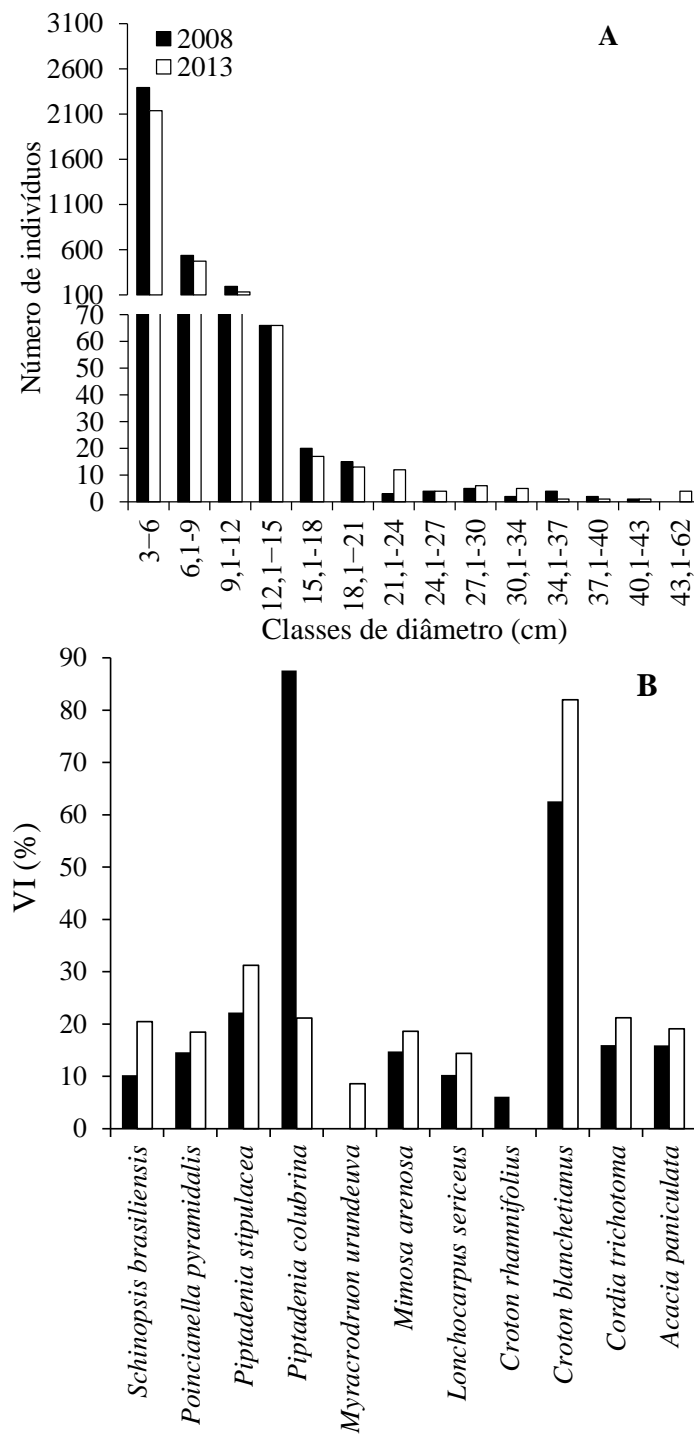 3100
2600
2100
1600
1100
600
100
70
60
50
40
30
20
10
0
Número de indivíduos
2008
2013
A
3−6
6,1-9
9,1-12
12,1−15
15,1-18
18,1−21
21,1-24
24,1-27
27,1-30
30,1-34
34,1-37
37,1-40
40,1-43
43,1-62
Classes de diâmetro (cm)
90
80
70
60
50
40
30
20
10
0
VI (%)
B
Schinopsis brasiliensis
Poincianella pyramidalis
Piptadenia stipulacea
Piptadenia colubrina
Myracrodruon urundeuva
Mimosa arenosa
Lonchocarpus sericeus
Croton rhamnifolius
Croton blanchetianus
Cordia trichotoma
Acacia paniculata